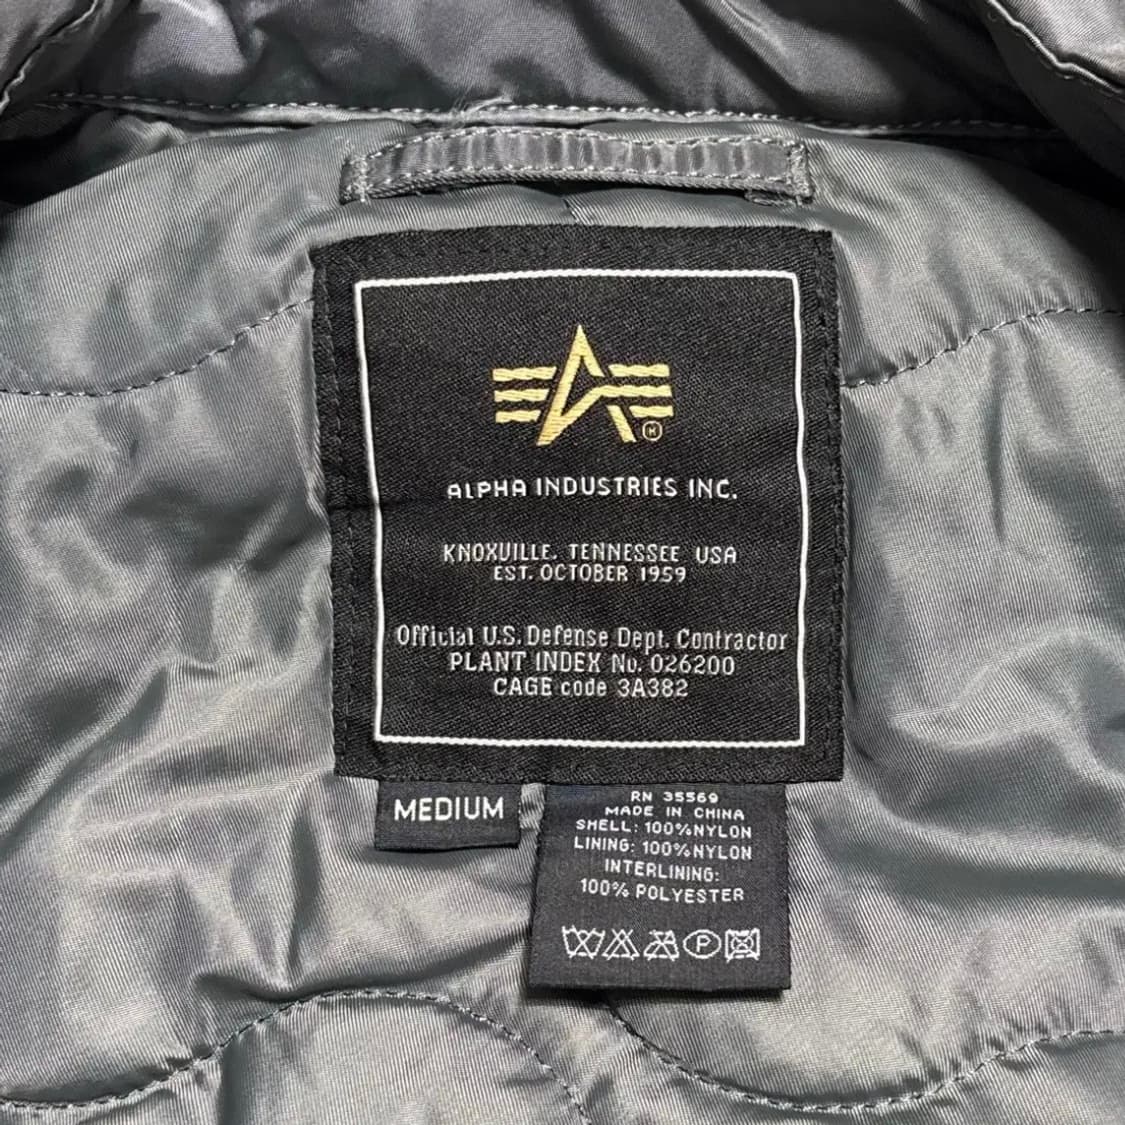 ALPHA INDUSTRIES INC.
KNOXVILLE, TENNESSEE USA
EST. OCTOBER 1959
Official U.S. Defense Dept. Contractor
PLANT INDEX No. 026200
CAGE code 3A382
MEDIUM
RN 35569
MADE IN CHINA
SHELL: 100%NYLON
LINING: 100%NYLON
INTERLINING:
100% POLYESTER
P